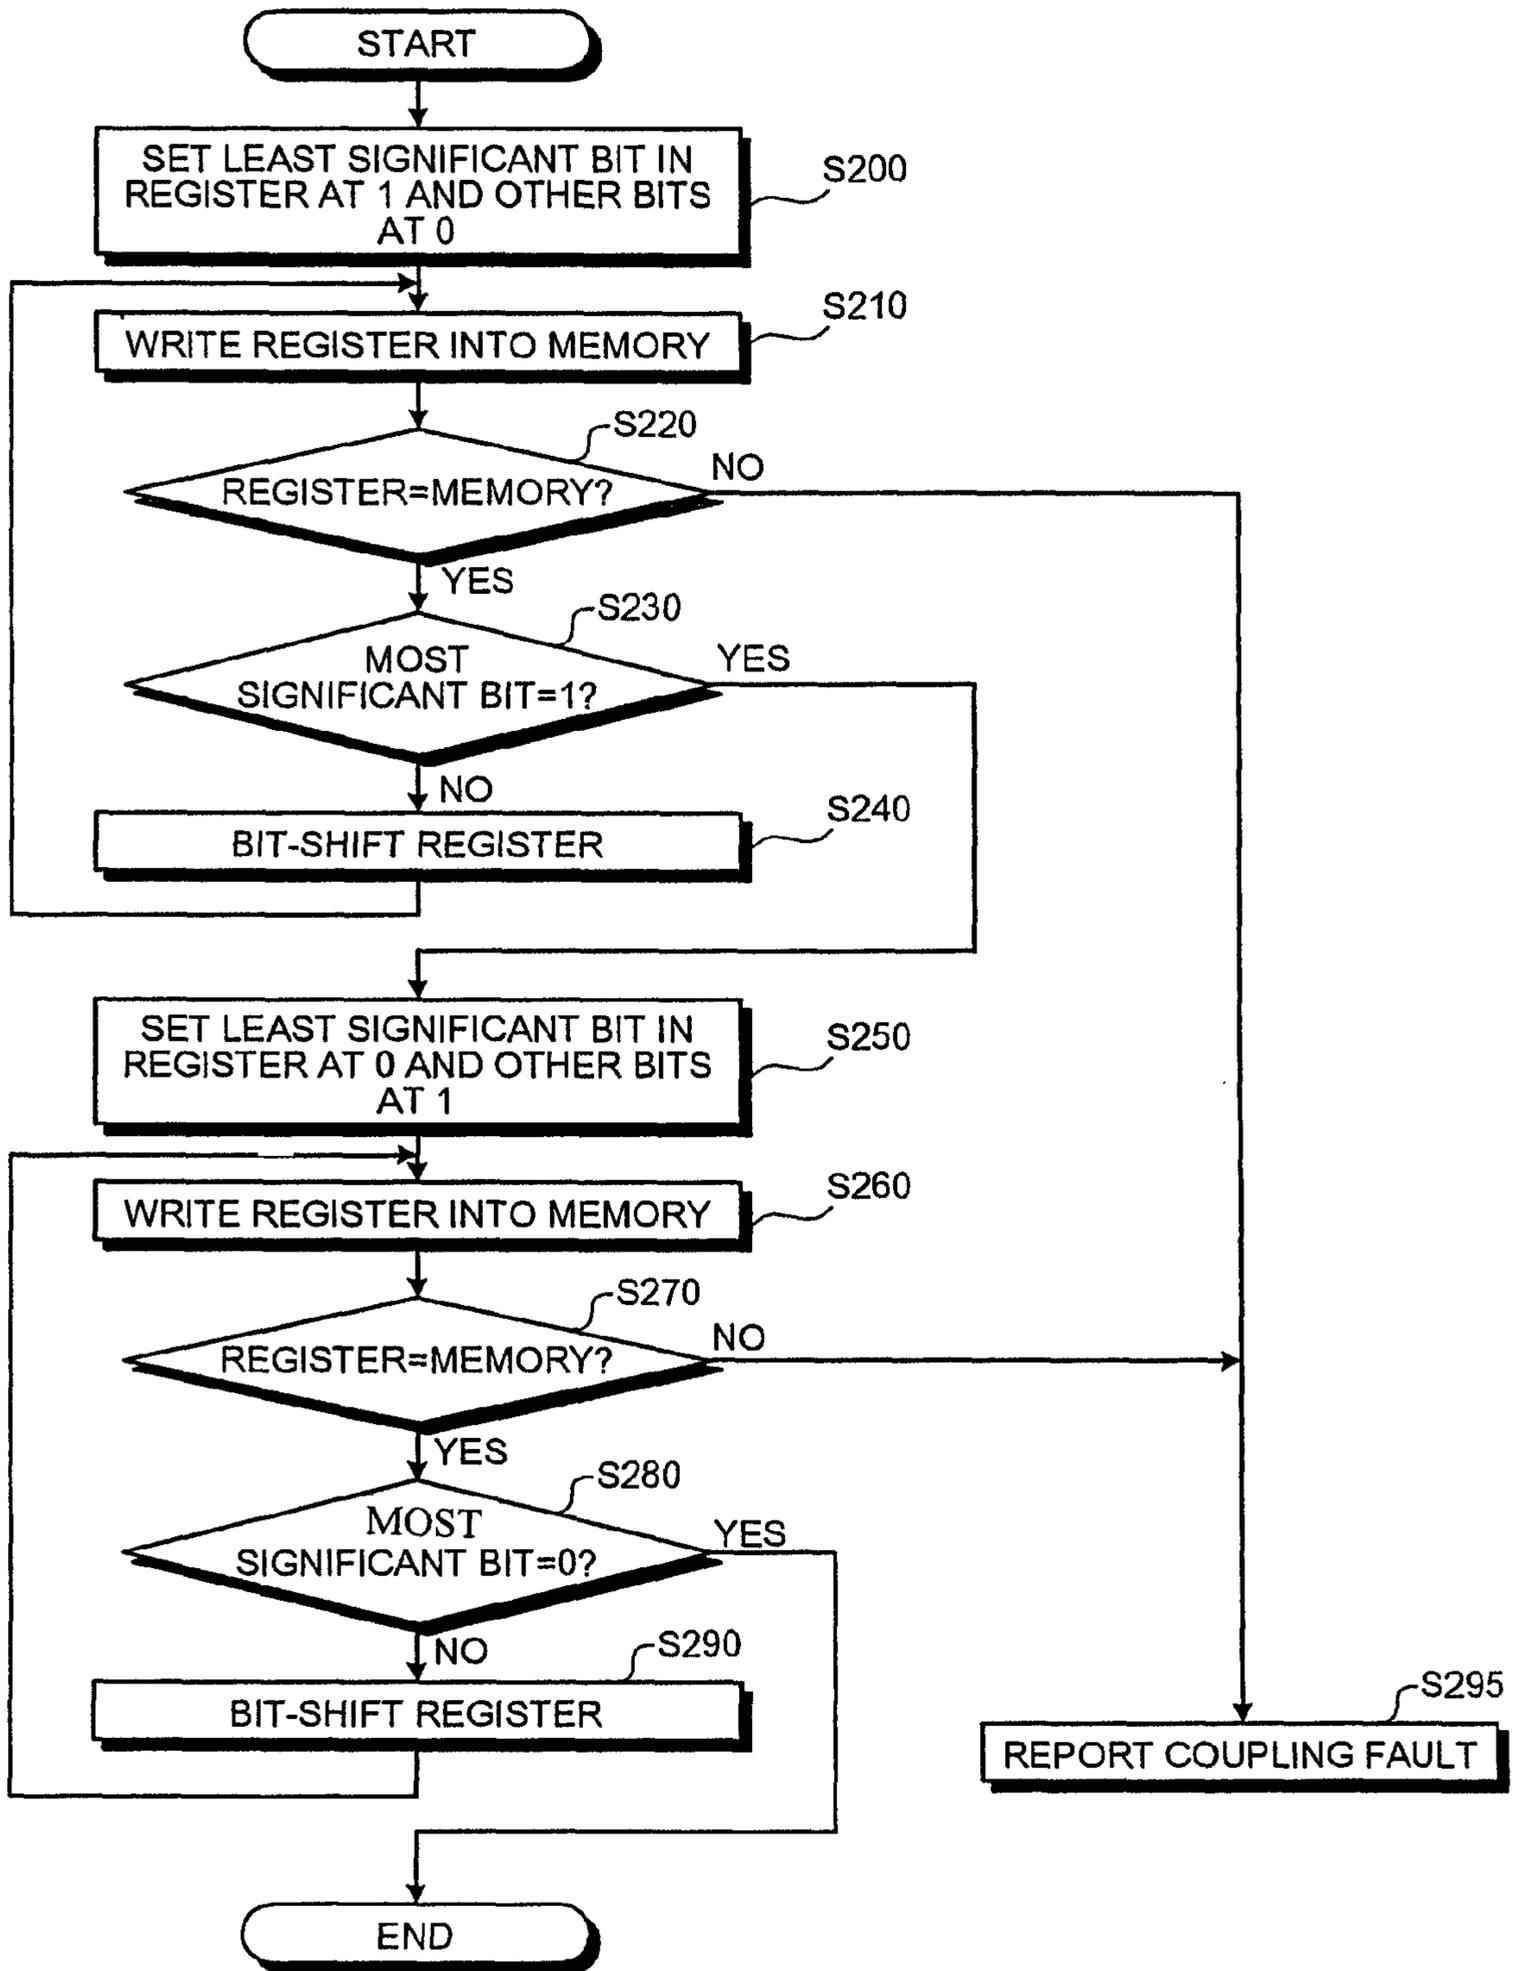 START
SET LEAST SIGNIFICANT BIT IN
REGISTER AT 1 AND OTHER BITS
AT 0
S200
WRITE REGISTER INTO MEMORY
S210
REGISTER=MEMORY?
S220
NO
YES
MOST
SIGNIFICANT BIT=1?
S230
YES
NO
BIT-SHIFT REGISTER
S240
SET LEAST SIGNIFICANT BIT IN
REGISTER AT 0 AND OTHER BITS
AT 1
S250
WRITE REGISTER INTO MEMORY
S260
REGISTER=MEMORY?
S270
NO
YES
MOST
SIGNIFICANT BIT=0?
S280
YES
NO
BIT-SHIFT REGISTER
S290
REPORT COUPLING FAULT
S295
END